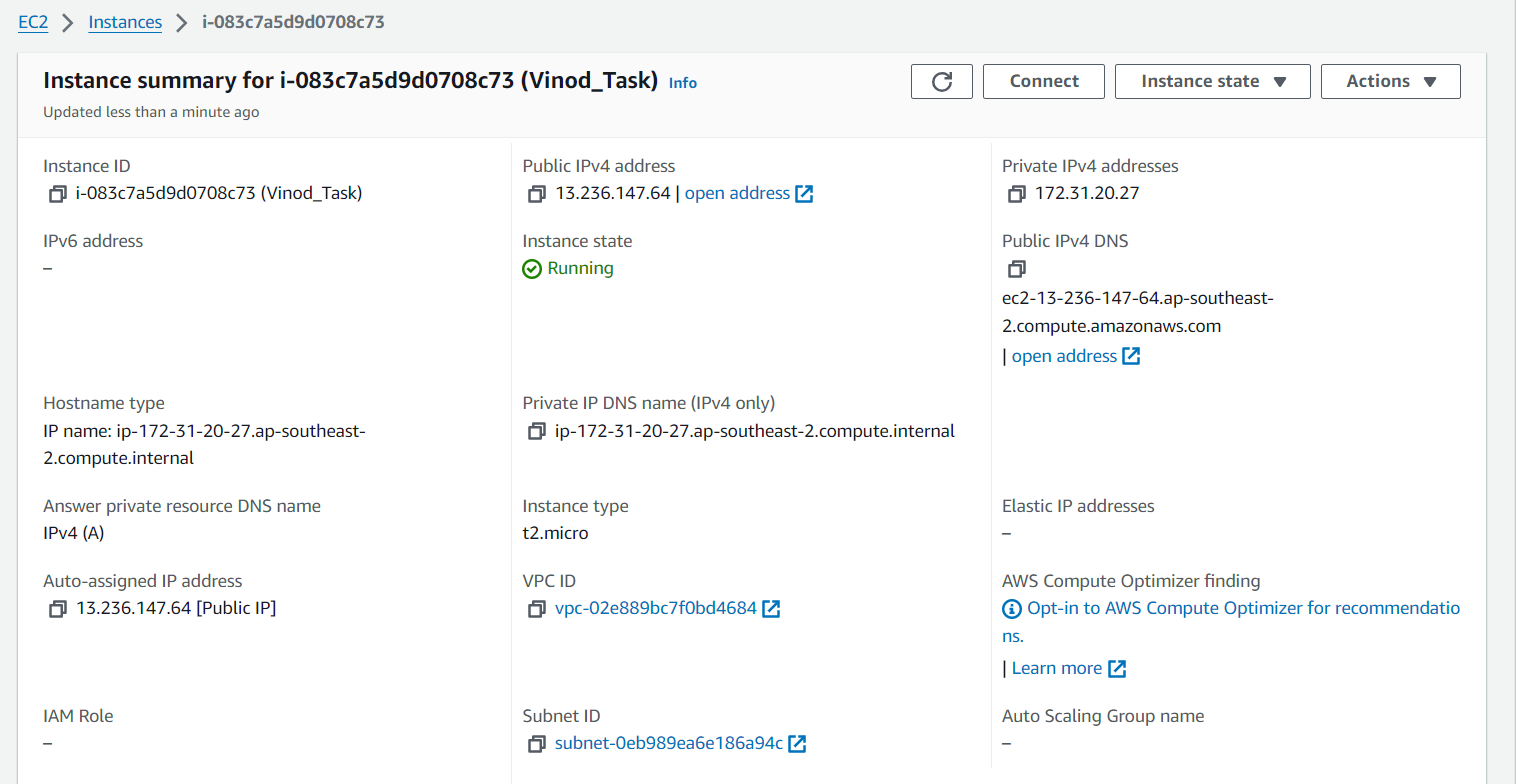 EC2 > Instances > i-083c7a5d9d0708c73
Instance summary for i-083c7a5d9d0708c73 (Vinod_Task) Info
Connect
Instance state
Actions
Updated less than a minute ago
Instance ID
i-083c7a5d9d0708c73 (Vinod_Task)
Public IPv4 address
13.236.147.64 | open address
Private IPv4 addresses
172.31.20.27
IPv6 address
–
Instance state
Running
Public IPv4 DNS
ec2-13-236-147-64.ap-southeast-
2.compute.amazonaws.com
| open address
Hostname type
IP name: ip-172-31-20-27.ap-southeast-
2.compute.internal
Private IP DNS name (IPv4 only)
ip-172-31-20-27.ap-southeast-2.compute.internal
Answer private resource DNS name
IPv4 (A)
Instance type
t2.micro
Elastic IP addresses
–
Auto-assigned IP address
13.236.147.64 [Public IP]
VPC ID
vpc-02e889bc7f0bd4684
AWS Compute Optimizer finding
Opt-in to AWS Compute Optimizer for recommendatio
ns.
| Learn more
IAM Role
–
Subnet ID
subnet-0eb989ea6e186a94c
Auto Scaling Group name
–